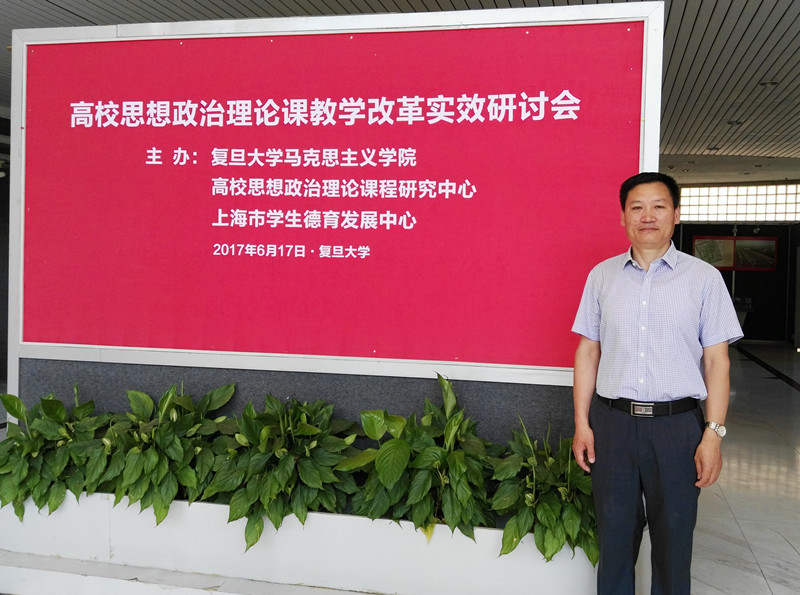 高校思想政治理论课教学改革实效研讨会
主 办：复旦大学马克思主义学院
高校思想政治理论课程研究中心
上海市学生德育发展中心
2017年6月17日·复旦大学